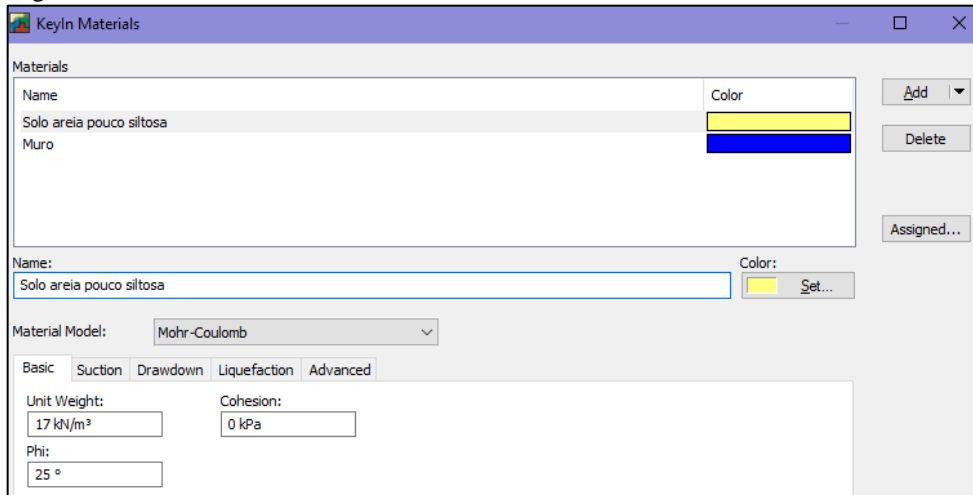 KeyIn Materials
Materials
Name Color Add
Solo areia pouco siltosa
Muro Delete
Assigned...
Name: Color:
Solo areia pouco siltosa Set...
Material Model: Mohr-Coulomb
Basic Suction Drawdown Liquefaction Advanced
Unit Weight: Cohesion:
17 kN/m³ 0 kPa
Phi:
25 °